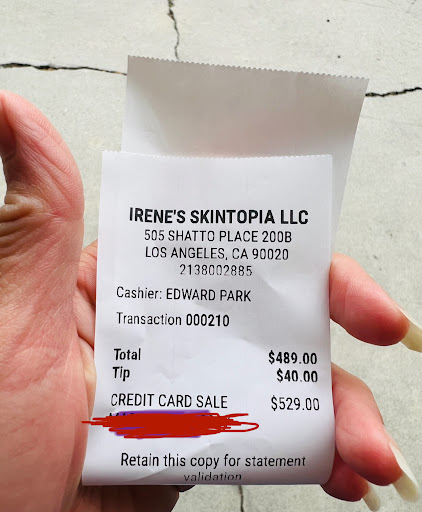 IRENE'S SKINTOPIA LLC
505 SHATTO PLACE 200B
LOS ANGELES, CA 90020
2138002885
Cashier: EDWARD PARK
Transaction 000210
Total $489.00
Tip $40.00
CREDIT CARD SALE $529.00
Retain this copy for statement
validation